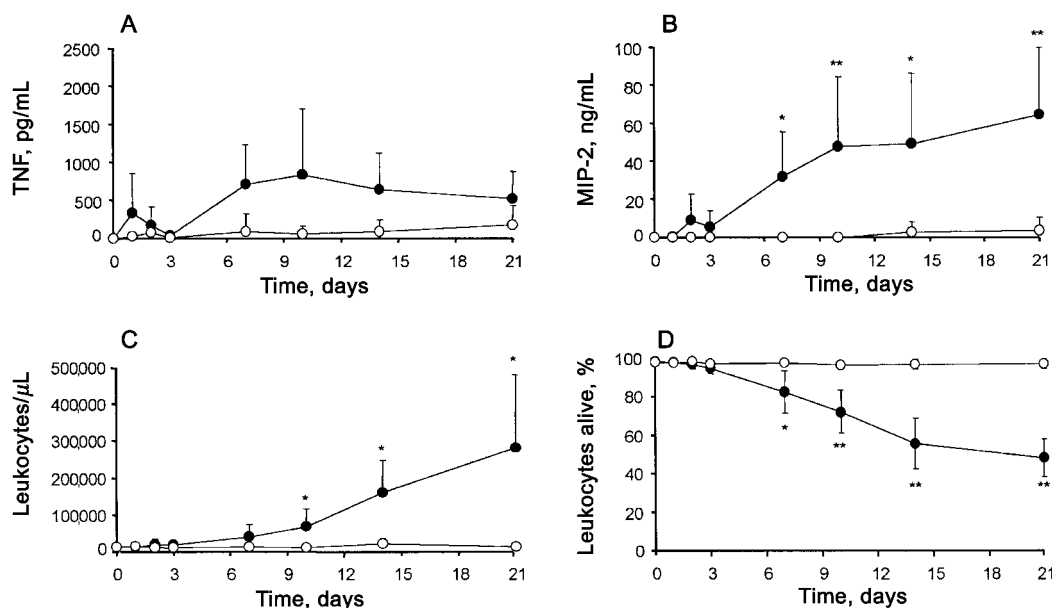 A
TNF, pg/mL
2500
2000
1500
1000
500
0
0 3 6 9 12 15 18 21
Time, days
B
MIP-2, ng/mL
100
80
60
40
20
0
* ** * **
0 3 6 9 12 15 18 21
Time, days
C
Leukocytes/μL
500,000
400,000
300,000
200,000
100,000
0
* * *
0 3 6 9 12 15 18 21
Time, days
D
Leukocytes alive, %
100
80
60
40
20
0
* ** ** **
0 3 6 9 12 15 18 21
Time, days